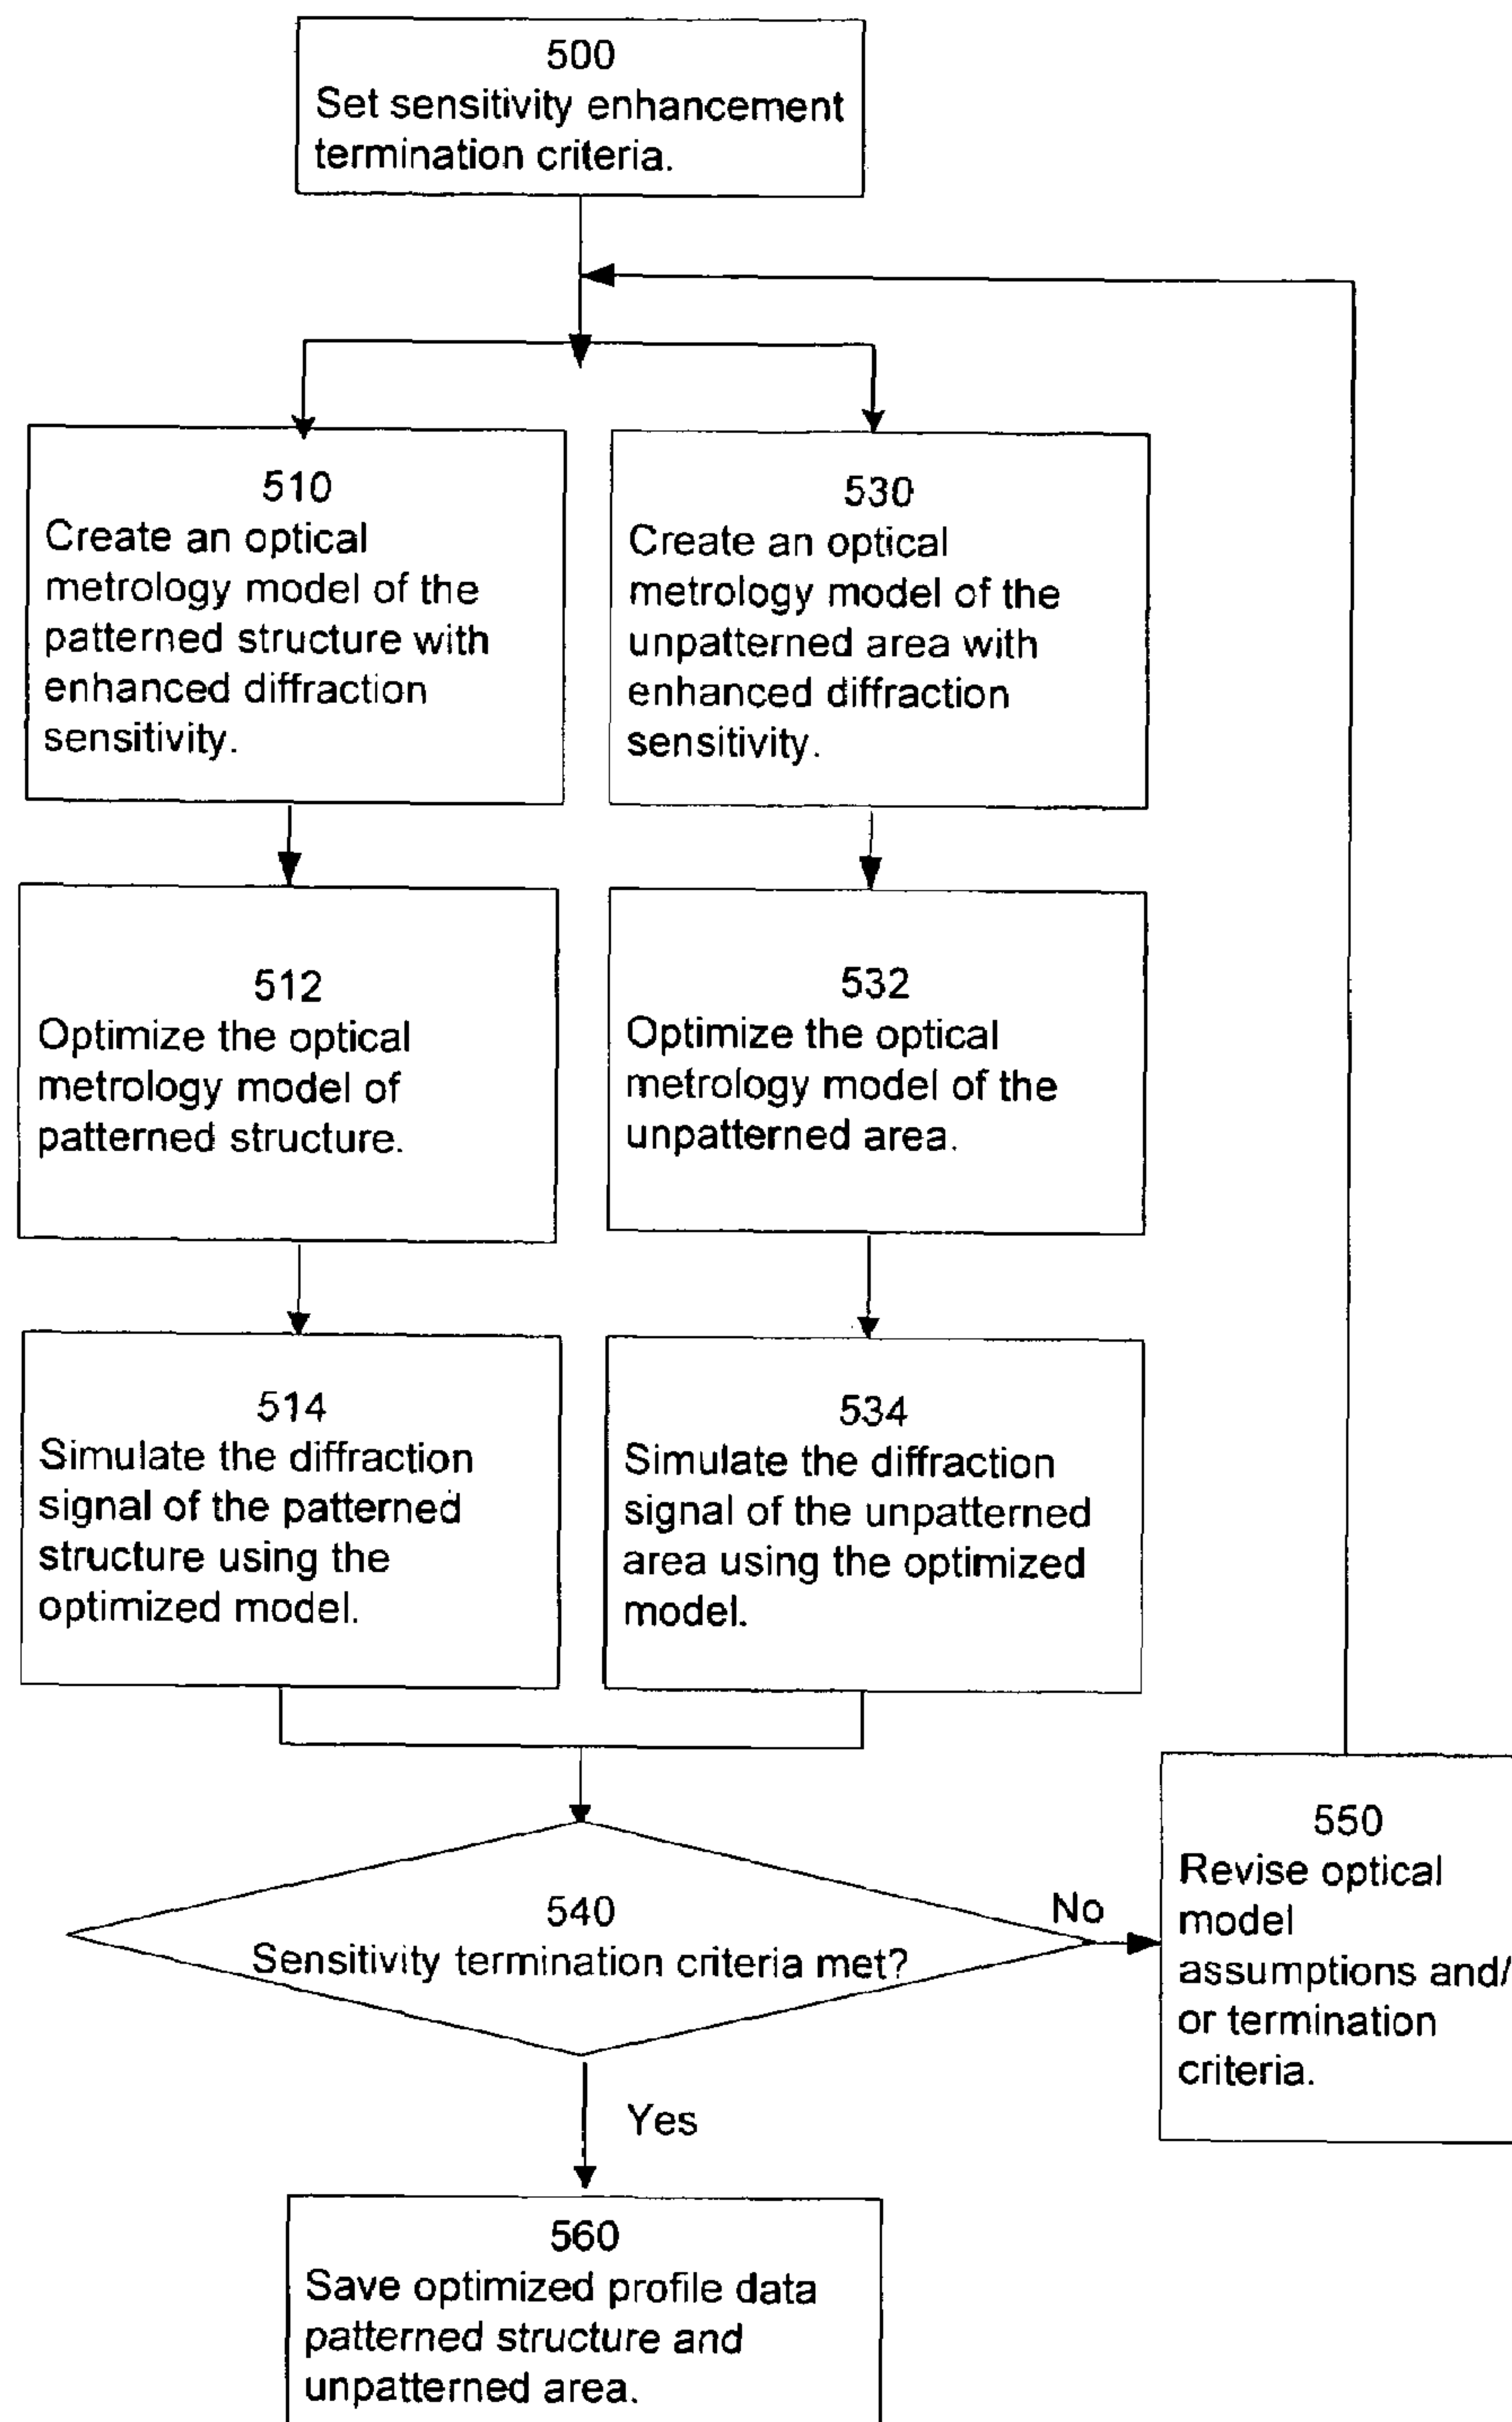 500
Set sensitivity enhancement
termination criteria.
510
Create an optical
metrology model of the
patterned structure with
enhanced diffraction
sensitivity.
530
Create an optical
metrology model of the
unpatterned area with
enhanced diffraction
sensitivity.
512
Optimize the optical
metrology model of
patterned structure.
532
Optimize the optical
metrology model of the
unpatterned area.
514
Simulate the diffraction
signal of the patterned
structure using the
optimized model.
534
Simulate the diffraction
signal of the unpatterned
area using the optimized
model.
540
Sensitivity termination criteria met?
No
550
Revise optical
model
assumptions and/
or termination
criteria.
Yes
560
Save optimized profile data
patterned structure and
unpatterned area.